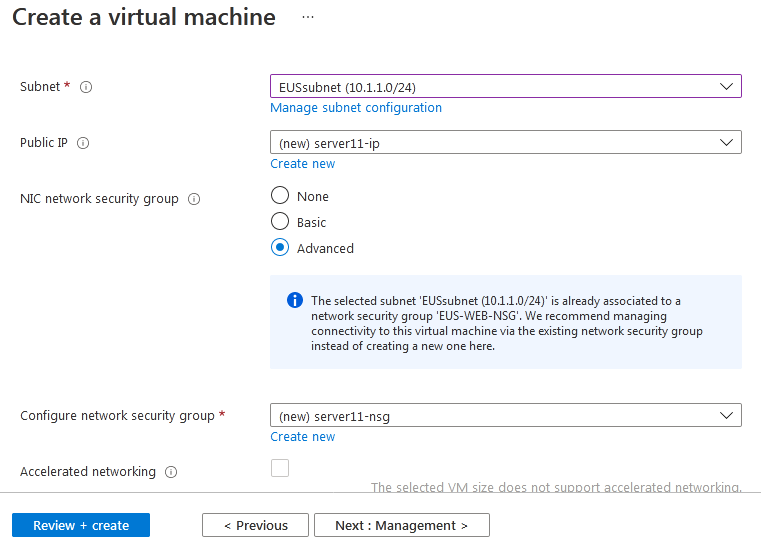 Create a virtual machine ...
Subnet * EUSsubnet (10.1.1.0/24)
Manage subnet configuration
Public IP (new) server11-ip
Create new
NIC network security group None
Basic
Advanced
The selected subnet 'EUSsubnet (10.1.1.0/24)' is already associated to a
network security group 'EUS-WEB-NSG'. We recommend managing
connectivity to this virtual machine via the existing network security group
instead of creating a new one here.
Configure network security group * (new) server11-nsg
Create new
Accelerated networking
The selected VM size does not support accelerated networking.
Review + create < Previous Next : Management >